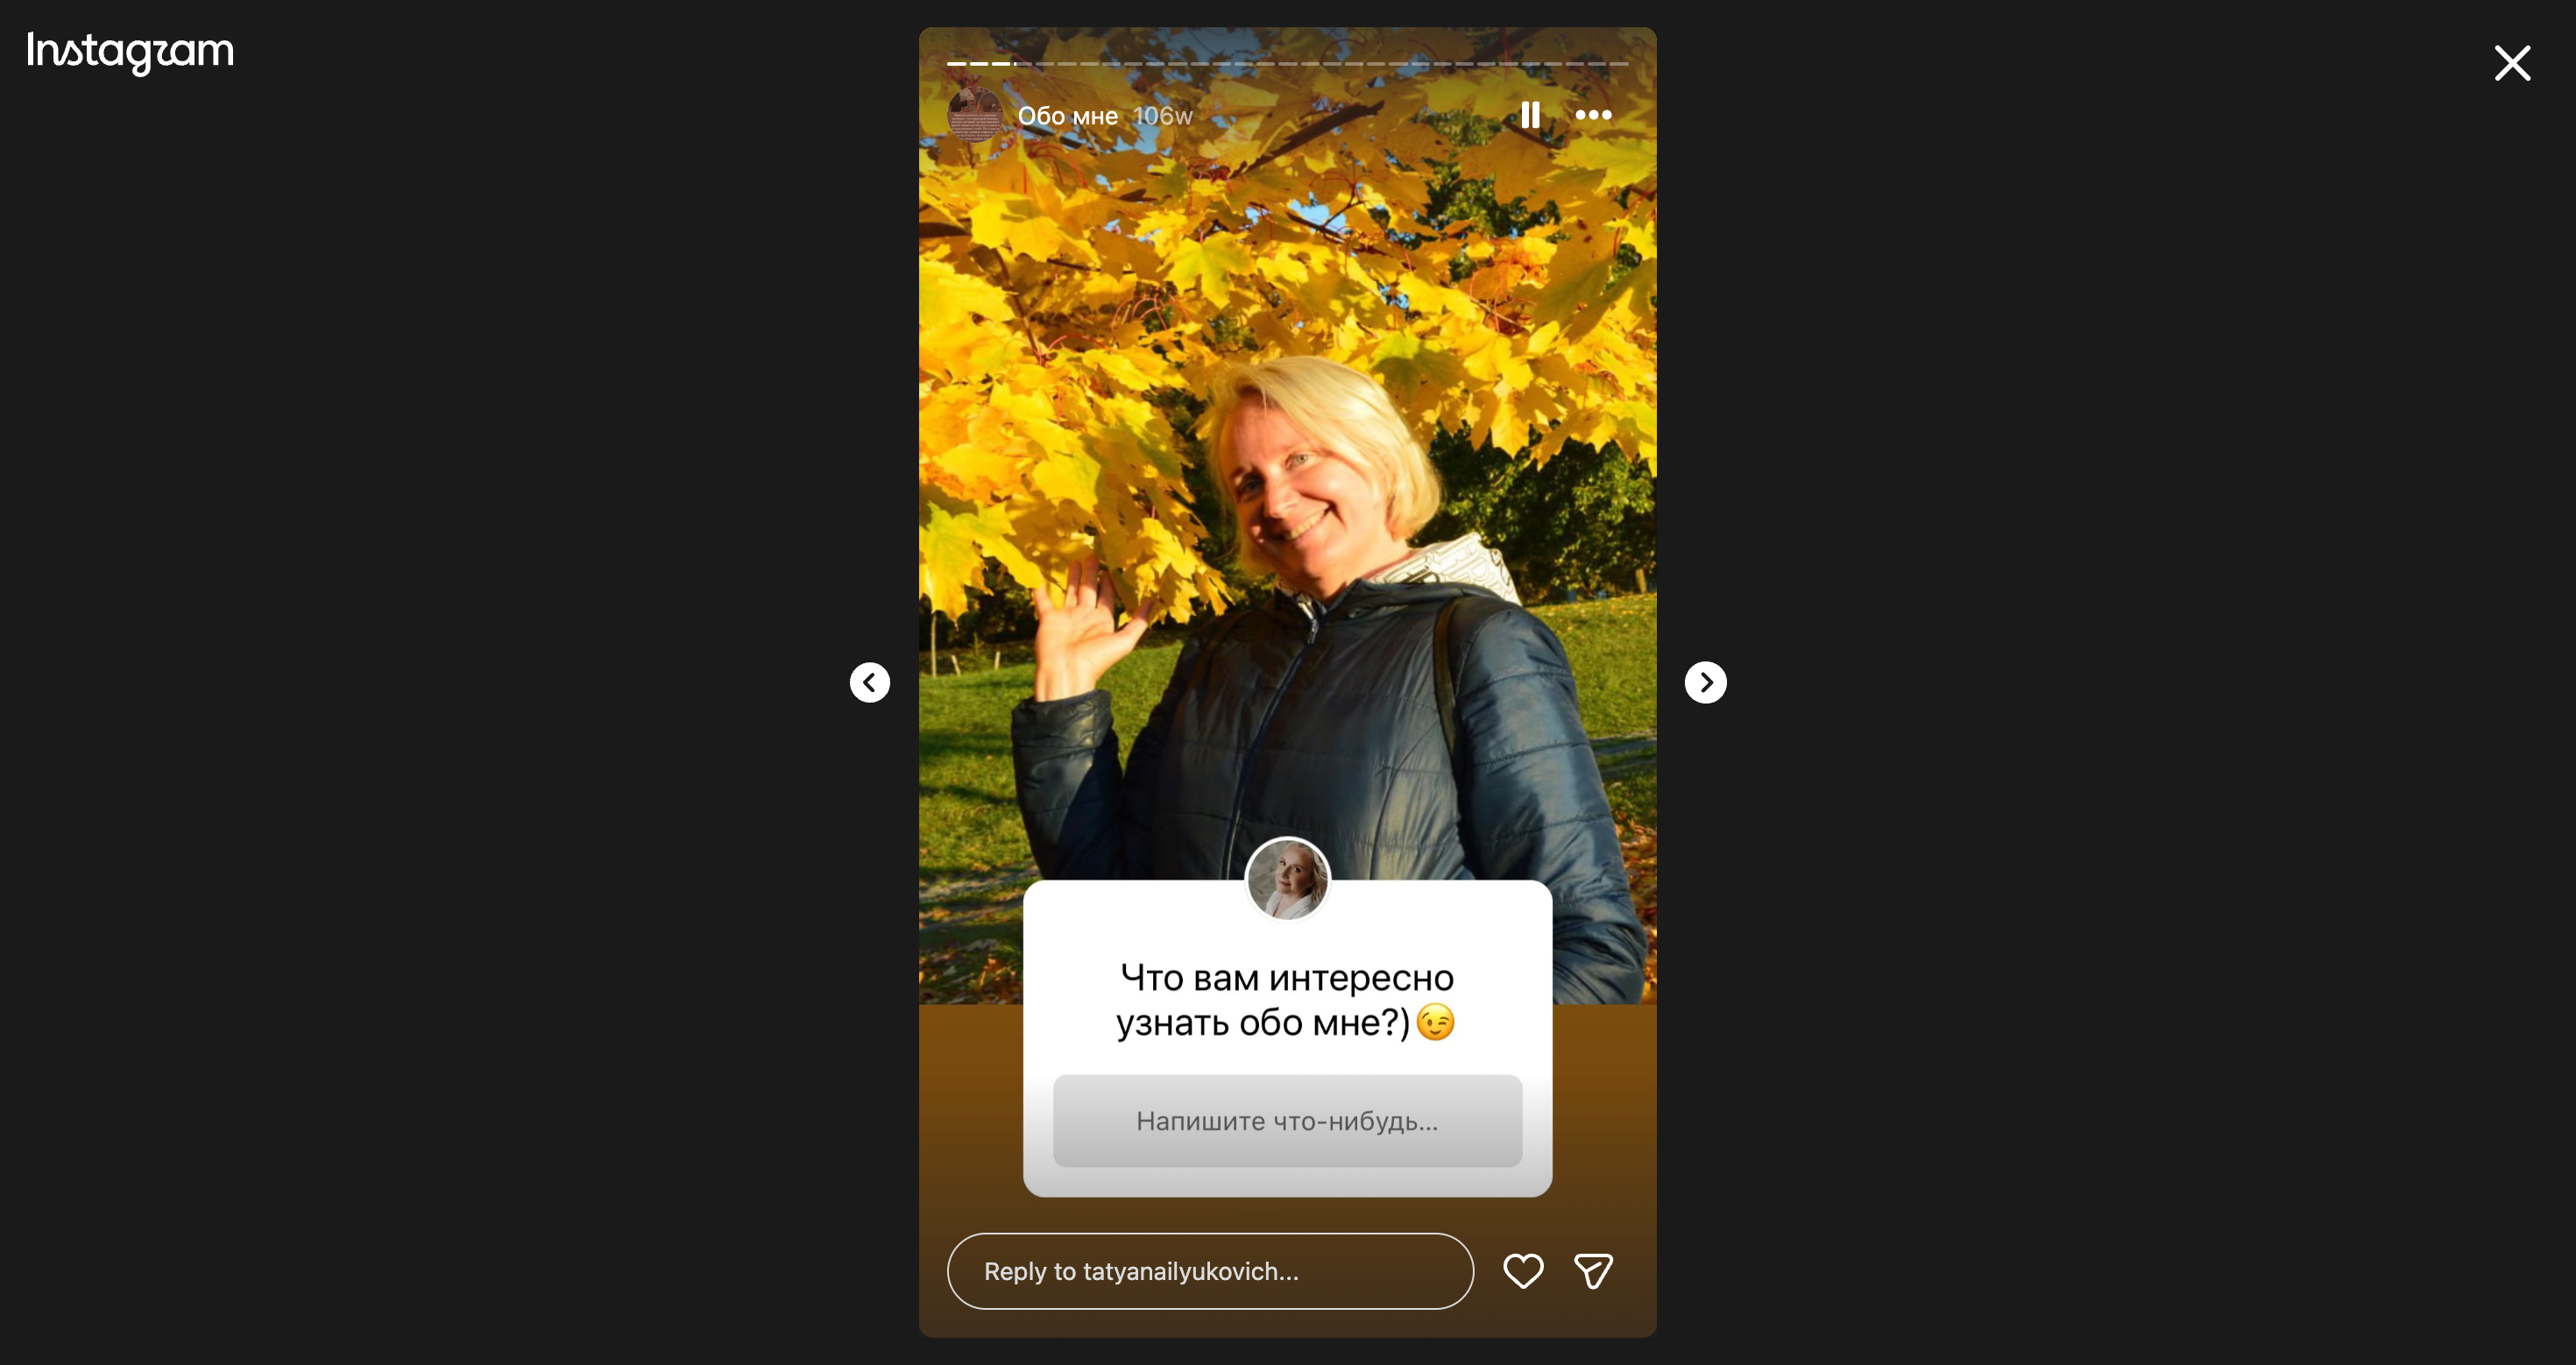 Instagram
Обо мне 106w
Что вам интересно
узнать обо мне?)😉
Напишите что-нибудь...
Reply to tatyanailyukovich...